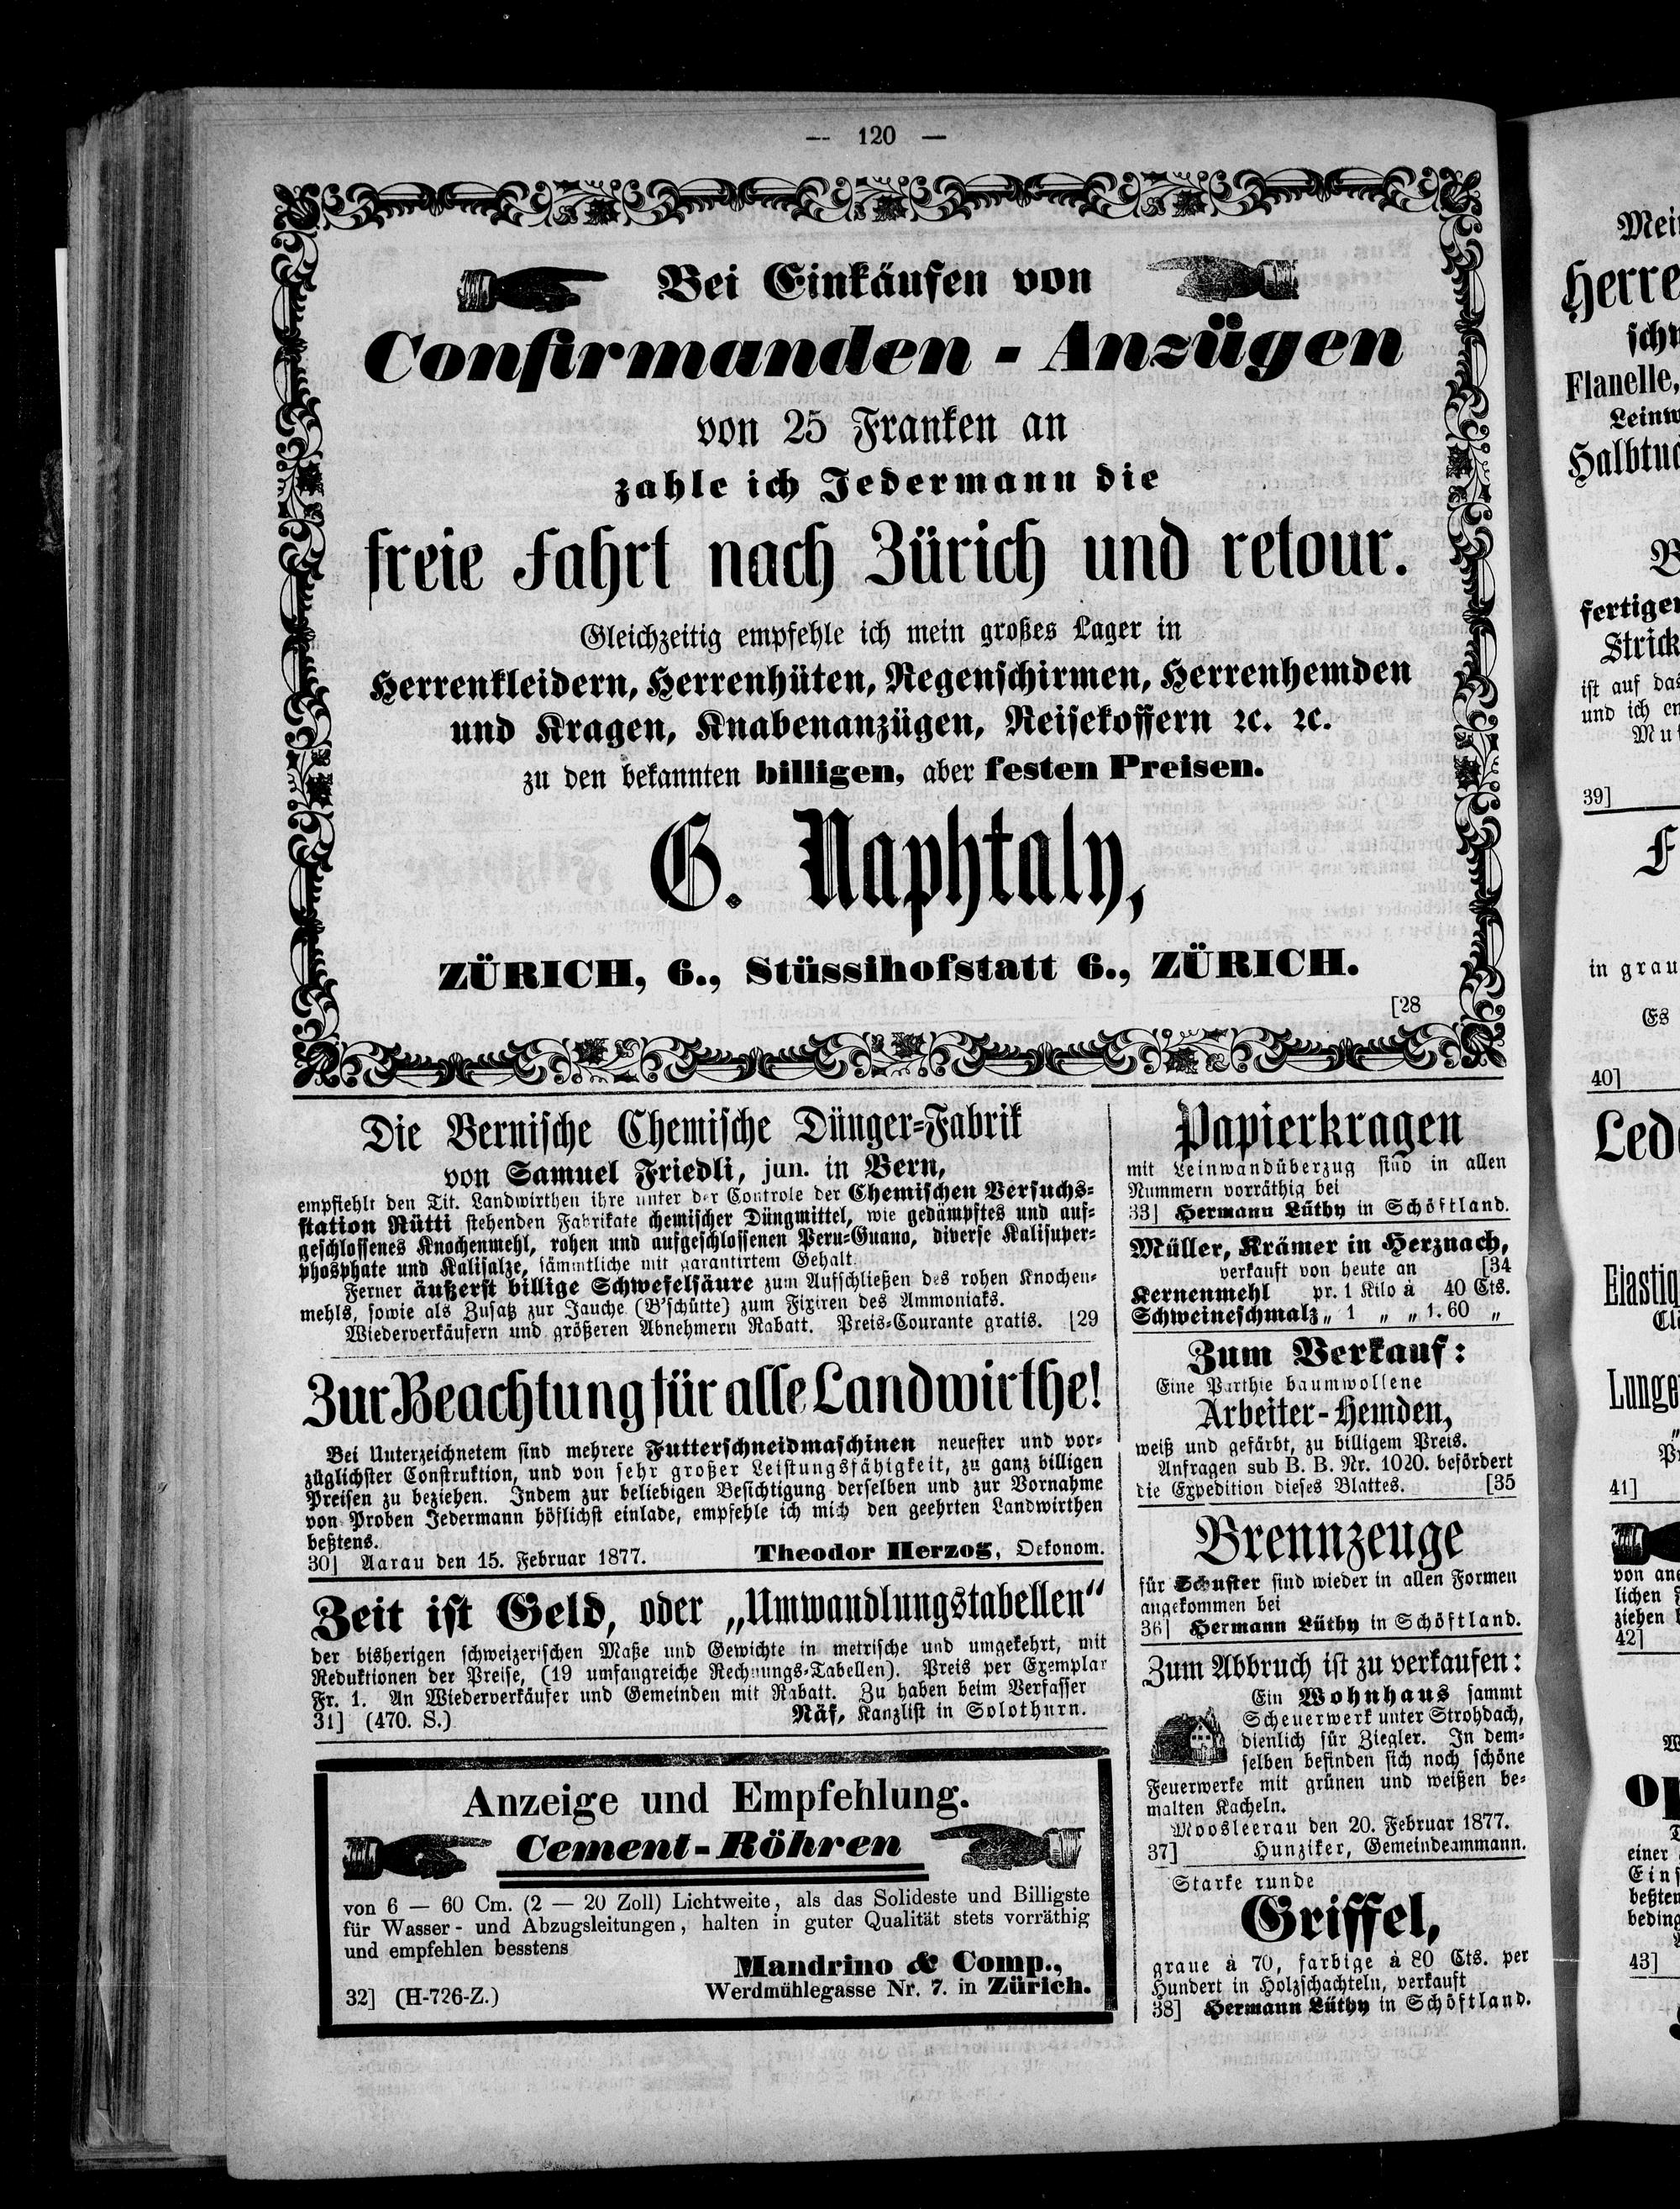 — 120 —
Bei Einkäufen von
Confirmanden - Anzügen
von 25 Franken an
zahle ich Jedermann die
freie Fahrt nach Zürich und retour.
Gleichzeitig empfehle ich mein großes Lager in
Herrenkleidern, Herrenhüten, Regenschirmen, Herrenhemden
und Kragen, Knabenanzügen, Reisekoffern ꝛc. ꝛc.
zu den bekannten billigen, aber festen Preisen.
G. Naphtaly,
ZÜRICH, 6., Stüssihofstatt 6., ZÜRICH.
[28
Die Bernische Chemische Dünger-Fabrik
von Samuel Friedli, jun. in Bern,
empfiehlt den Tit. Landwirthen ihre unter der Controle der Chemischen Versuchs-
station Rütti stehenden Fabrikate chemischer Düngmittel, wie gedämpftes und auf-
geschlossenes Knochenmehl, rohen und aufgeschlossenen Peru-Guano, diverse Kalisuper-
phosphate und Kalisalze, sämmtliche mit garantirtem Gehalt.
Ferner äußerst billige Schwefelsäure zum Aufschließen des rohen Knochen-
mehls, sowie als Zusatz zur Jauche (B'schütte) zum Fixiren des Ammoniaks.
Wiederverkäufern und größeren Abnehmern Rabatt. Preis-Courante gratis. [29
Zur Beachtung für alle Landwirthe!
Bei Unterzeichnetem sind mehrere Futterschneidmaschinen neuester und vor-
züglichster Construktion, und von sehr großer Leistungsfähigkeit, zu ganz billigen
Preisen zu beziehen. Indem zur beliebigen Besichtigung derselben und zur Vornahme
von Proben Jedermann höflichst einlade, empfehle ich mich den geehrten Landwirthen
beßtens.
30] Aarau den 15. Februar 1877. Theodor Herzog, Oekonom.
Zeit ist Geld, oder „Umwandlungstabellen“
der bisherigen schweizerischen Maße und Gewichte in metrische und umgekehrt, mit
Reduktionen der Preise, (19 umfangreiche Rechnungs-Tabellen). Preis per Exemplar
Fr. 1. An Wiederverkäufer und Gemeinden mit Rabatt. Zu haben beim Verfasser
31] (470. S.) Näf, Kanzlist in Solothurn.
Anzeige und Empfehlung.
Cement-Röhren
von 6 — 60 Cm. (2 — 20 Zoll) Lichtweite, als das Solideste und Billigste
für Wasser- und Abzugsleitungen, halten in guter Qualität stets vorräthig
und empfehlen besstens
Mandrino & Comp.,
32] (H-726-Z.) Werdmühlegasse Nr. 7. in Zürich.
Papierkragen
mit Leinwandüberzug sind in allen
Nummern vorräthig bei
33] Hermann Lüthy in Schöftland.
Müller, Krämer in Herznach,
verkauft von heute an [34
Kernenmehl pr. 1 Kilo à 40 Cts.
Schweineschmalz „ 1 „ „ 1. 60 „
Zum Verkauf:
Eine Parthie baumwollene
Arbeiter-Hemden,
weiß und gefärbt, zu billigem Preis.
Anfragen sub B. B. Nr. 1020. befördert
die Expedition dieses Blattes. [35
Brennzeuge
für Schuster sind wieder in allen Formen
angekommen bei
36] Hermann Lüthy in Schöftland.
Zum Abbruch ist zu verkaufen:
Ein Wohnhaus sammt
Scheuerwerk unter Strohdach,
dienlich für Ziegler. In dem-
selben befinden sich noch schöne
Feuerwerke mit grünen und weißen be-
malten Kacheln.
Moosleerau den 20. Februar 1877.
37] Hunziker, Gemeindeammann.
Starke runde
Griffel,
graue à 70, farbige à 80 Cts. per
Hundert in Holzschachteln, verkauft
38] Hermann Lüthy in Schöftland.
Flanelle,
39]
in grau
Es
40]
41]
42]
einer
43]